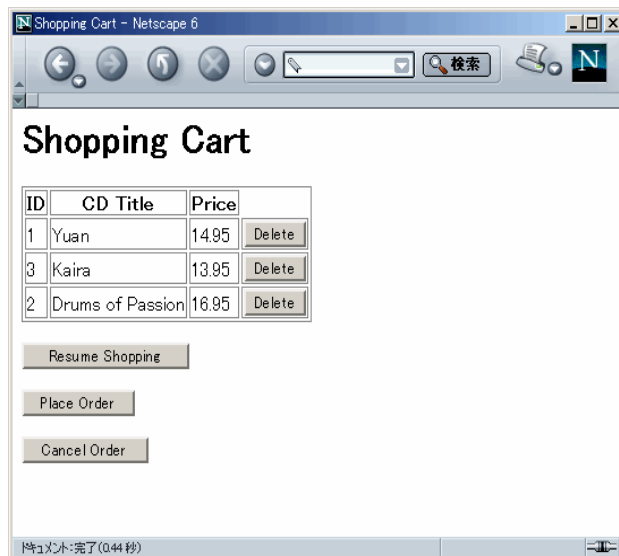 Shopping Cart - Netscape 6
検索
N
Shopping Cart
ID CD Title Price
1 Yuan 14.95 Delete
3 Kaira 13.95 Delete
2 Drums of Passion 16.95 Delete
Resume Shopping
Place Order
Cancel Order
ドキュメント:完了(0.44 秒)